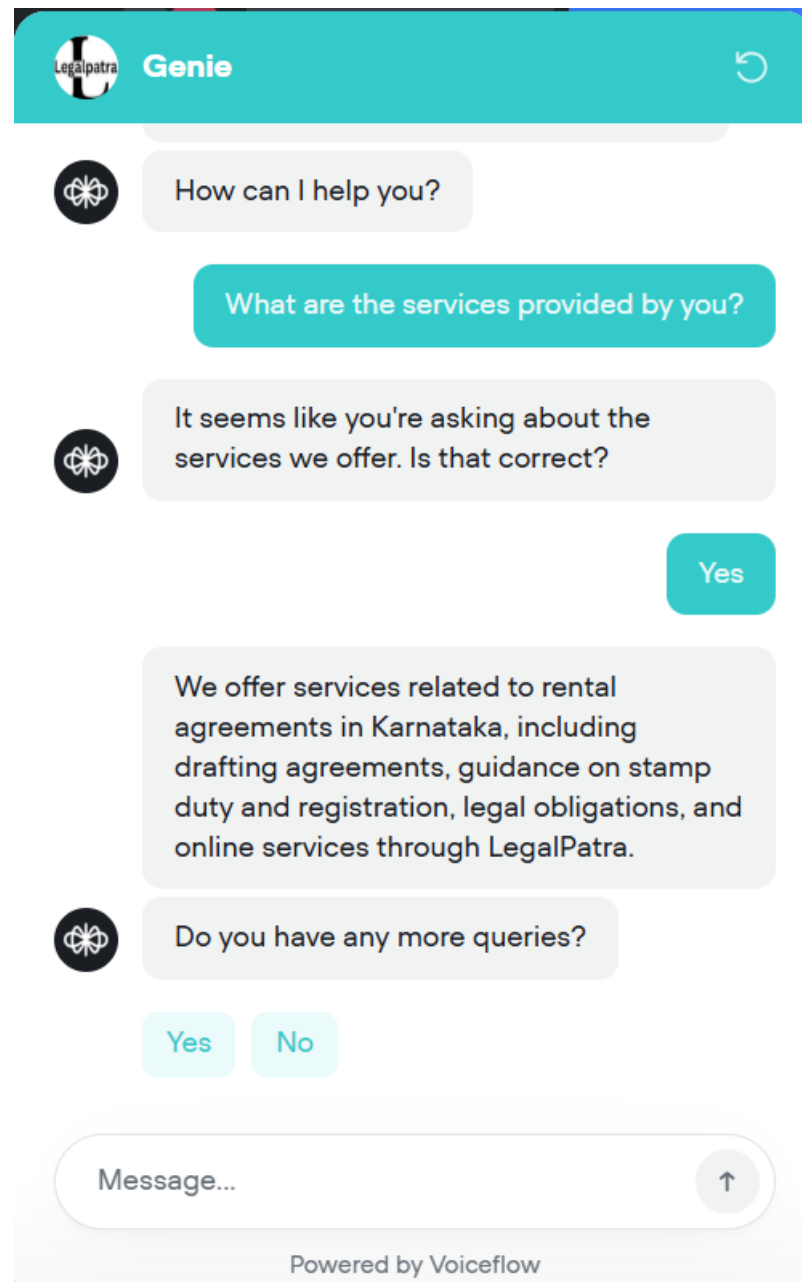 Legalpatra
Genie
How can I help you?
What are the services provided by you?
It seems like you're asking about the
services we offer. Is that correct?
Yes
We offer services related to rental
agreements in Karnataka, including
drafting agreements, guidance on stamp
duty and registration, legal obligations, and
online services through LegalPatra.
Do you have any more queries?
Yes No
Message...
Powered by Voiceflow